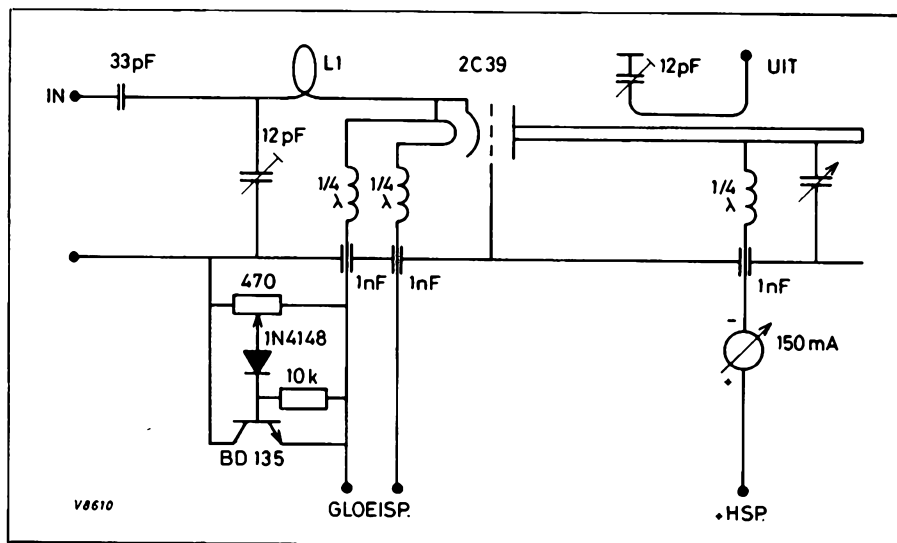 33pF
L1
2C39
12pF
UIT
IN
12pF
1/4
λ
1/4
λ
1/4
λ
1nF
1nF
1nF
470
1N4148
10k
- 
150mA
+
BD 135
V8610
GLOEISP.
+HSP.